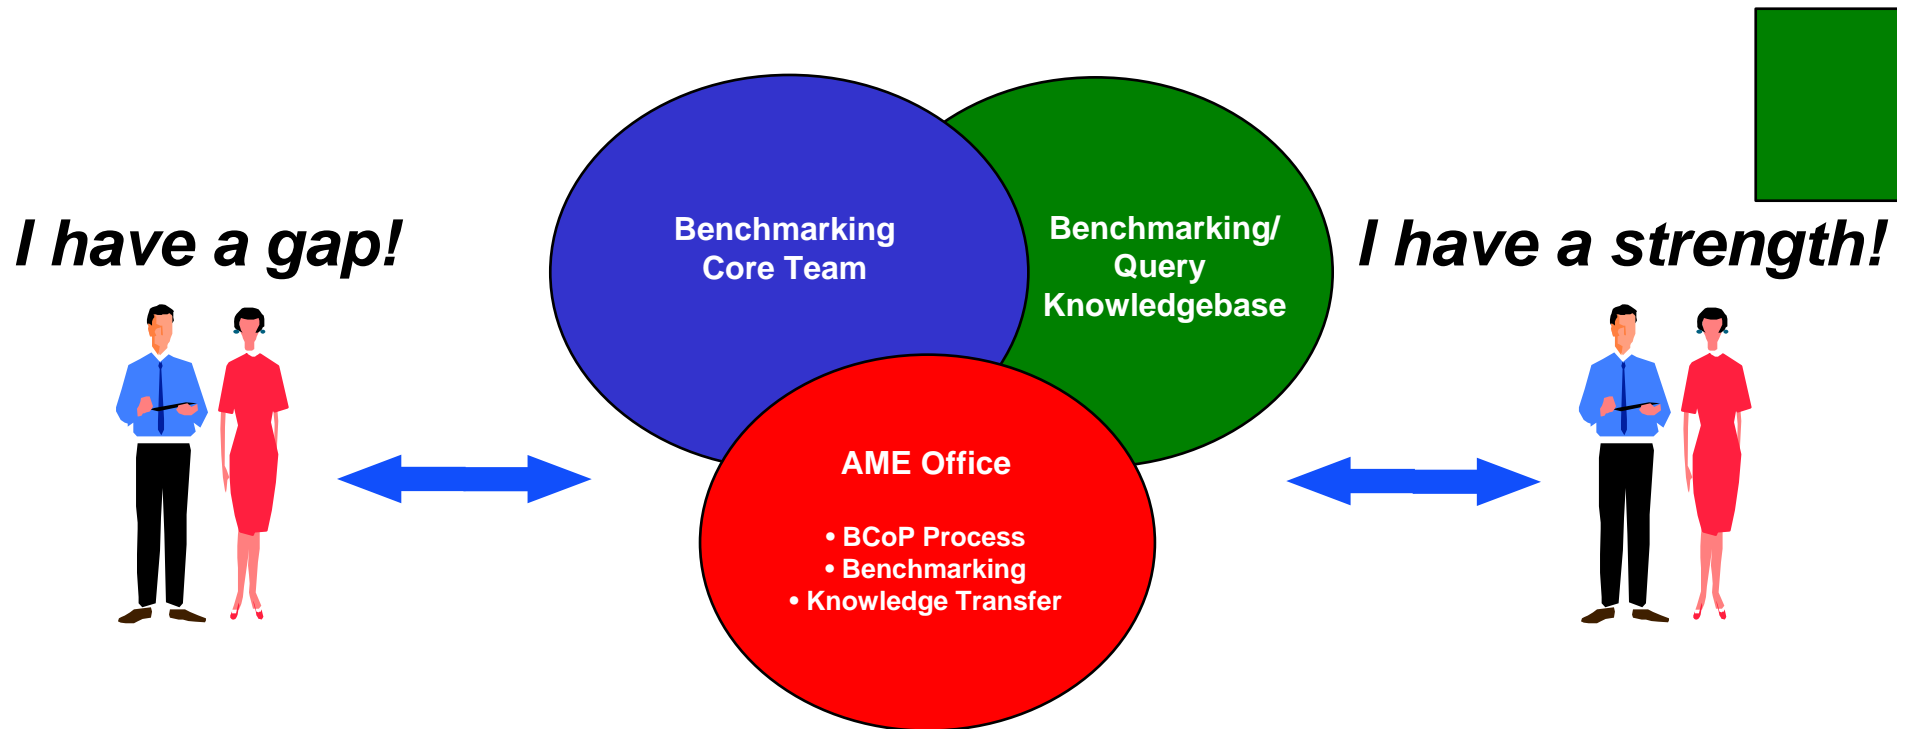 I have a gap!
Benchmarking
Core Team
Benchmarking/
Query
Knowledgebase
I have a strength!
AME Office
• BCoP Process
• Benchmarking
• Knowledge Transfer